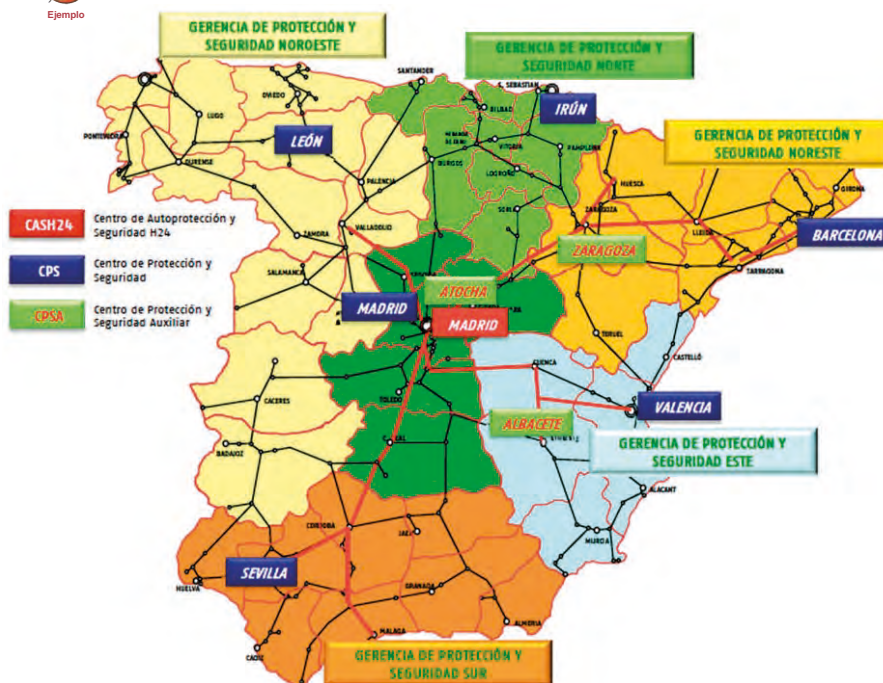 Ejemplo
GERENCIA DE PROTECCIÓN Y
SEGURIDAD NOROESTE
GERENCIA DE PROTECCIÓN Y
SEGURIDAD NORTE
SANTANDER
S. SEBASTIAN
OVIEDO
BILBAO
IRÚN
LUGO
PONTEVEDRA
LEÓN
VITORIA
PAMPLONA
GERENCIA DE PROTECCIÓN Y
SEGURIDAD NORESTE
OURENSE
BURGOS
LOGROÑO
PALENCIA
HUESCA
GIRONA
SORIA
ZARAGOZA
LLEIDA
CASH24
Centro de Autoprotección y
Seguridad H24
ZAMORA
VALLADOLID
BARCELONA
CPS
Centro de Protección y
Seguridad
ZARAGOZA
TARRAGONA
SALAMANCA
CPSA
Centro de Protección y
Seguridad Auxiliar
ATOCHA
MADRID
MADRID
TERUEL
CASTELLÓ
CUENCA
CACERES
TOLEDO
VALENCIA
ALBACETE
BADAJOZ
GERENCIA DE PROTECCIÓN Y
SEGURIDAD ESTE
ALACANT
CORDOBA
JAEN
MURCIA
SEVILLA
HUELVA
GRANADA
ALMERIA
MALAGA
CADIZ
GERENCIA DE PROTECCIÓN Y
SEGURIDAD SUR